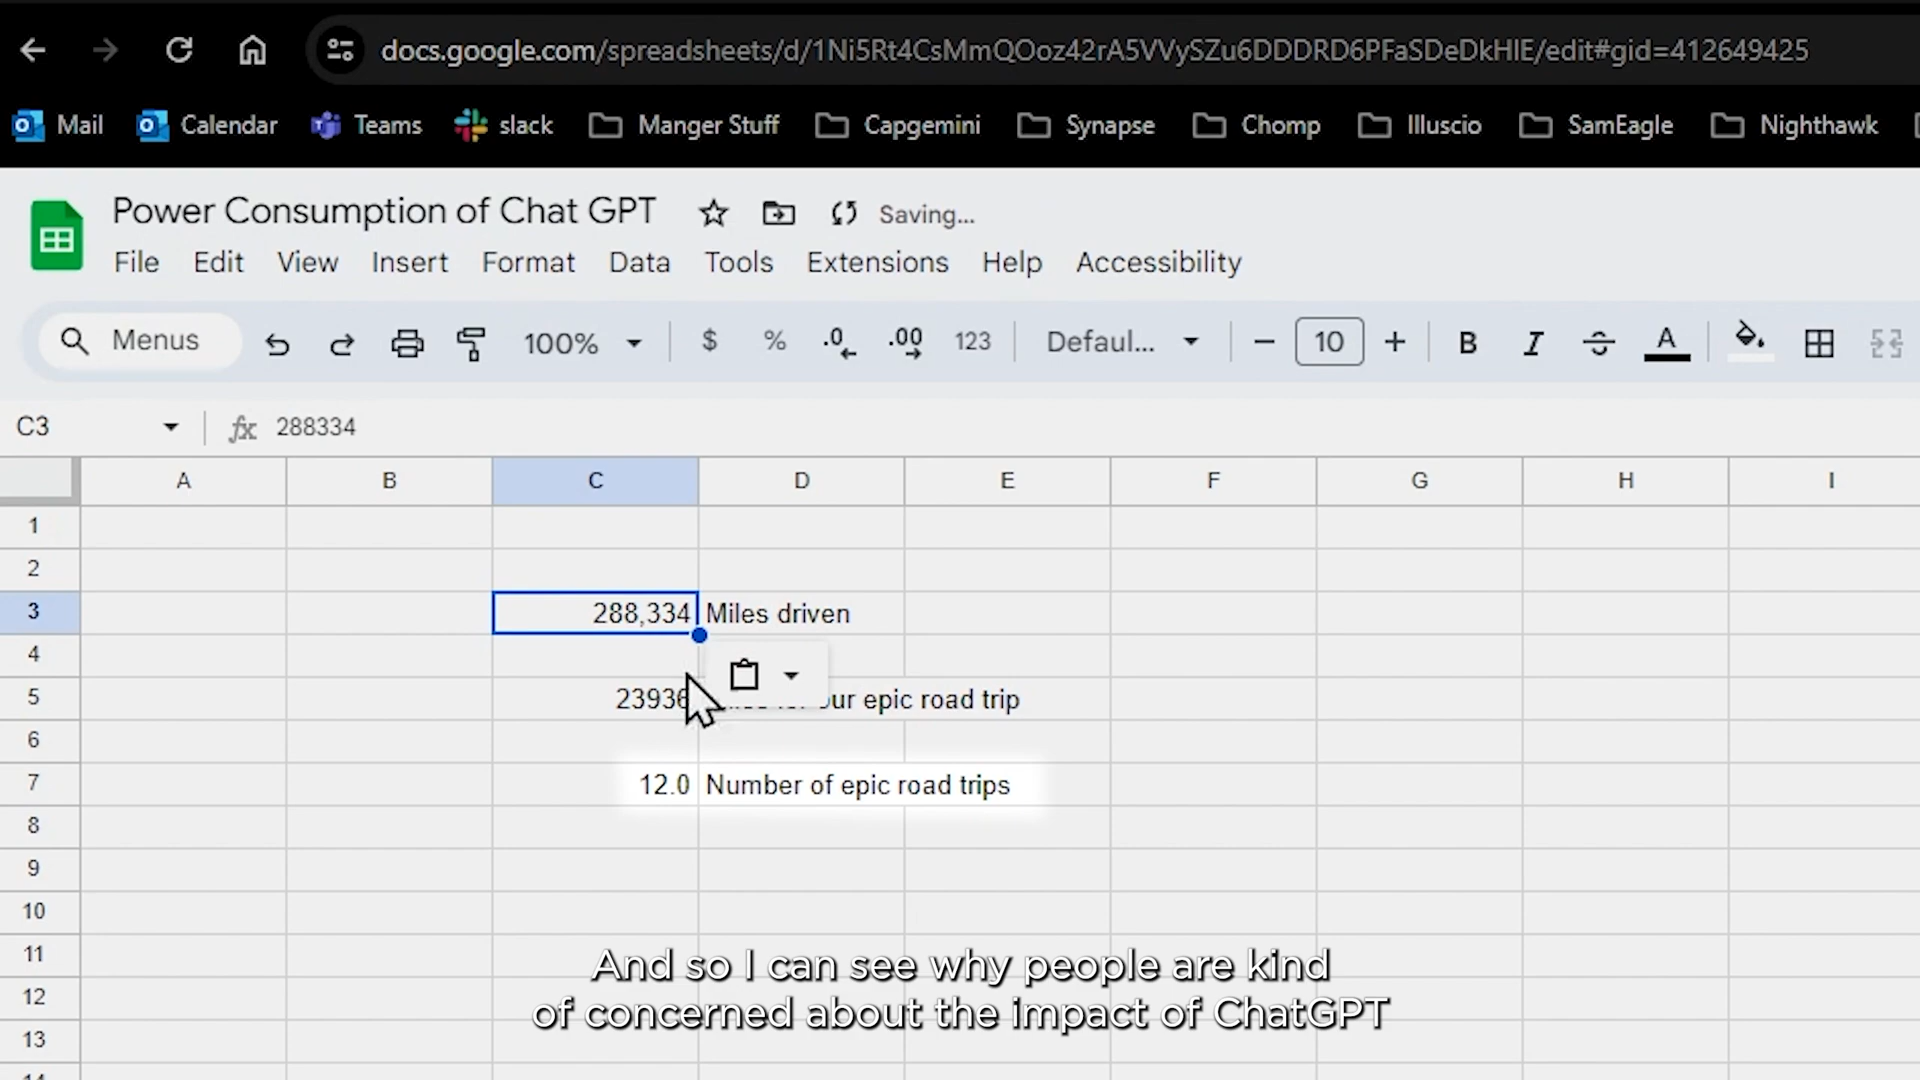 docs.google.com/spreadsheets/d/1Ni5Rt4CsMmQOoz42rA5VVySZu6DDDRD6PFaSDeDkHlE/edit#gid=412649425
Mail Calendar Teams slack Manger Stuff Capgemini Synapse Chomp Illuscio SamEagle Nighthawk
Power Consumption of Chat GPT Saving...
File Edit View Insert Format Data Tools Extensions Help Accessibility
Menus 100% $ % .0 .00 123 Defaul... 10 B I S A
C3 fx 288334
A B C D E F G H I
1
2
3 288,334 Miles driven
4
5 23936 our epic road trip
6
7 12.0 Number of epic road trips
8
9
10
11
12
13
14
And so I can see why people are kind
of concerned about the impact of ChatGPT